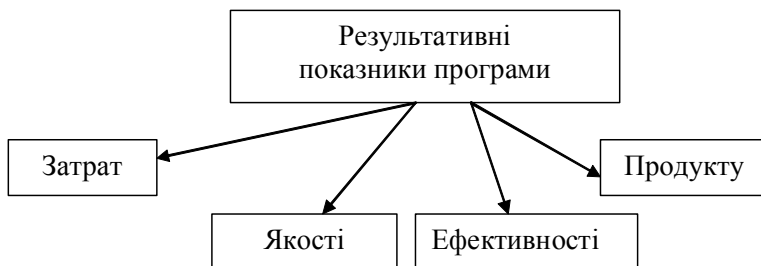 Результативні
показники програми
Затрат
Продукту
Якості
Ефективності